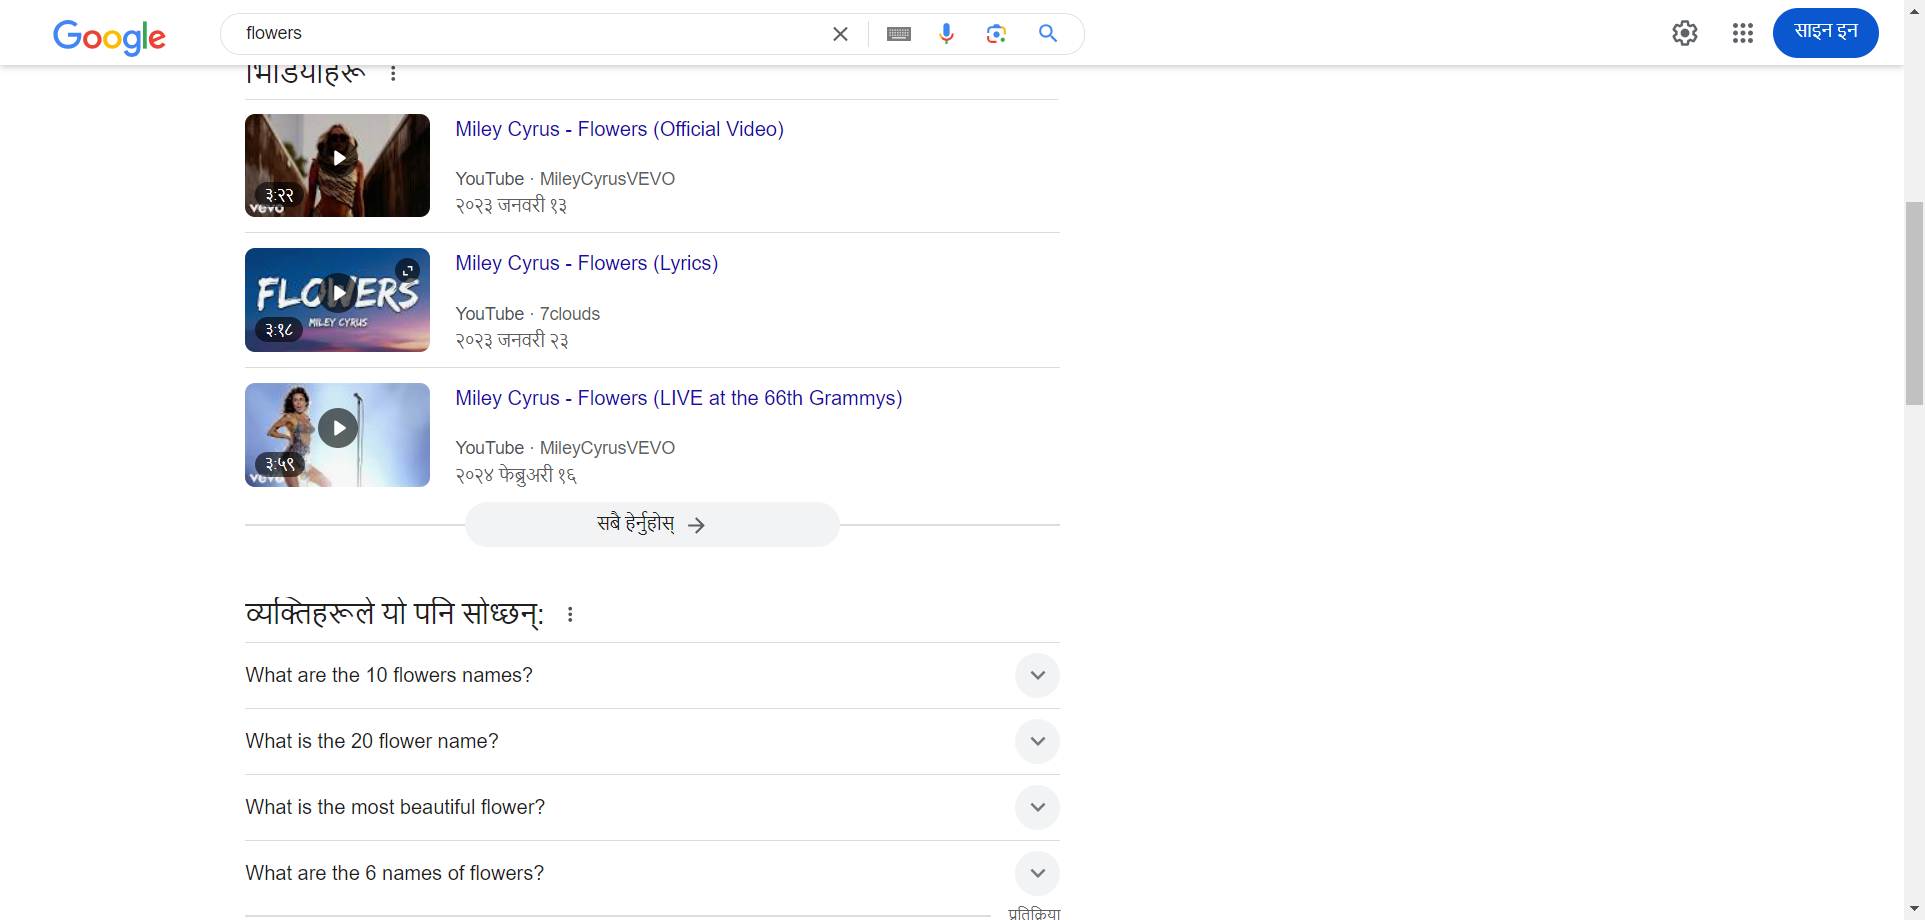 Google
flowers
साइन इन
भिडियोहरू
Miley Cyrus - Flowers (Official Video)
३:२२
vevo
YouTube · MileyCyrusVEVO
२०२३ जनवरी १३
Miley Cyrus - Flowers (Lyrics)
FLOWERS
MILEY CYRUS
३:१८
YouTube · 7clouds
२०२३ जनवरी २३
Miley Cyrus - Flowers (LIVE at the 66th Grammys)
३:५९
vevo
YouTube · MileyCyrusVEVO
२०२४ फेब्रुअरी १६
सबै हेर्नुहोस्
व्यक्तिहरूले यो पनि सोध्छन्:
What are the 10 flowers names?
What is the 20 flower name?
What is the most beautiful flower?
What are the 6 names of flowers?
प्रतिक्रिया